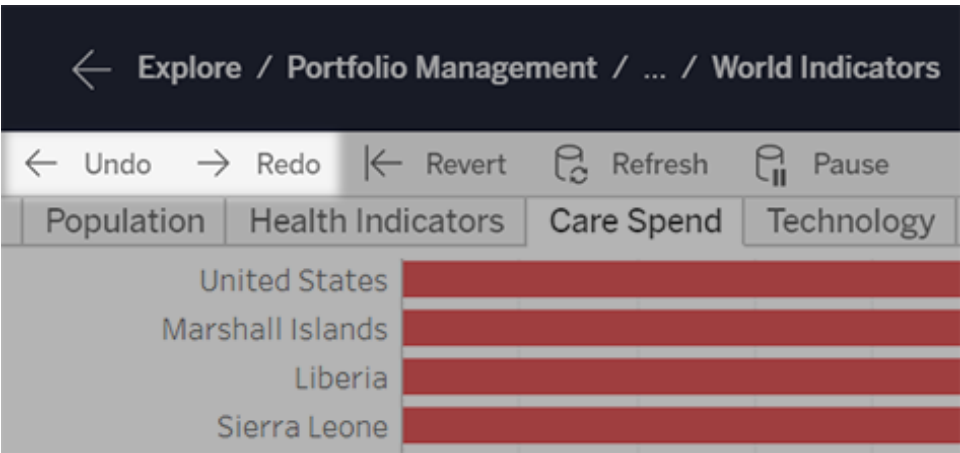 Explore / Portfolio Management / ... / World Indicators
Undo Redo Revert Refresh Pause
Population Health Indicators Care Spend Technology
United States
Marshall Islands
Liberia
Sierra Leone